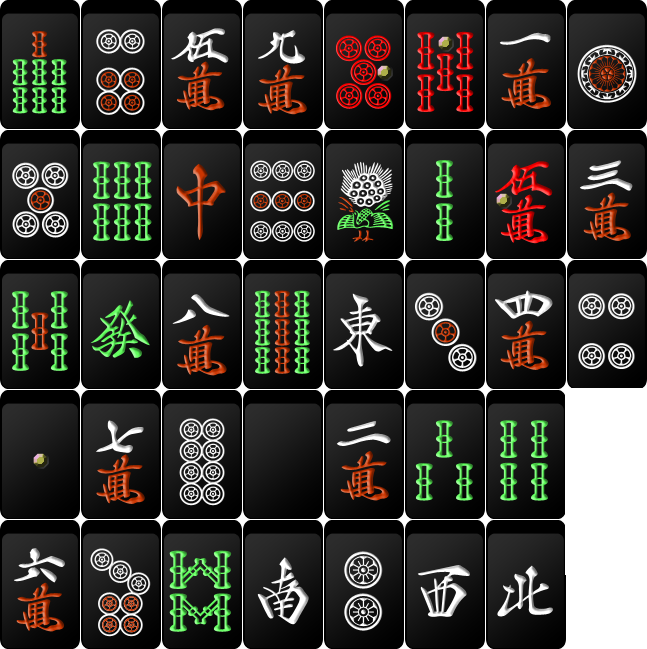 伍萬 九萬 一萬
中 伍萬 三萬
發 八萬 東 四萬
七萬 二萬
六萬 南 西 北